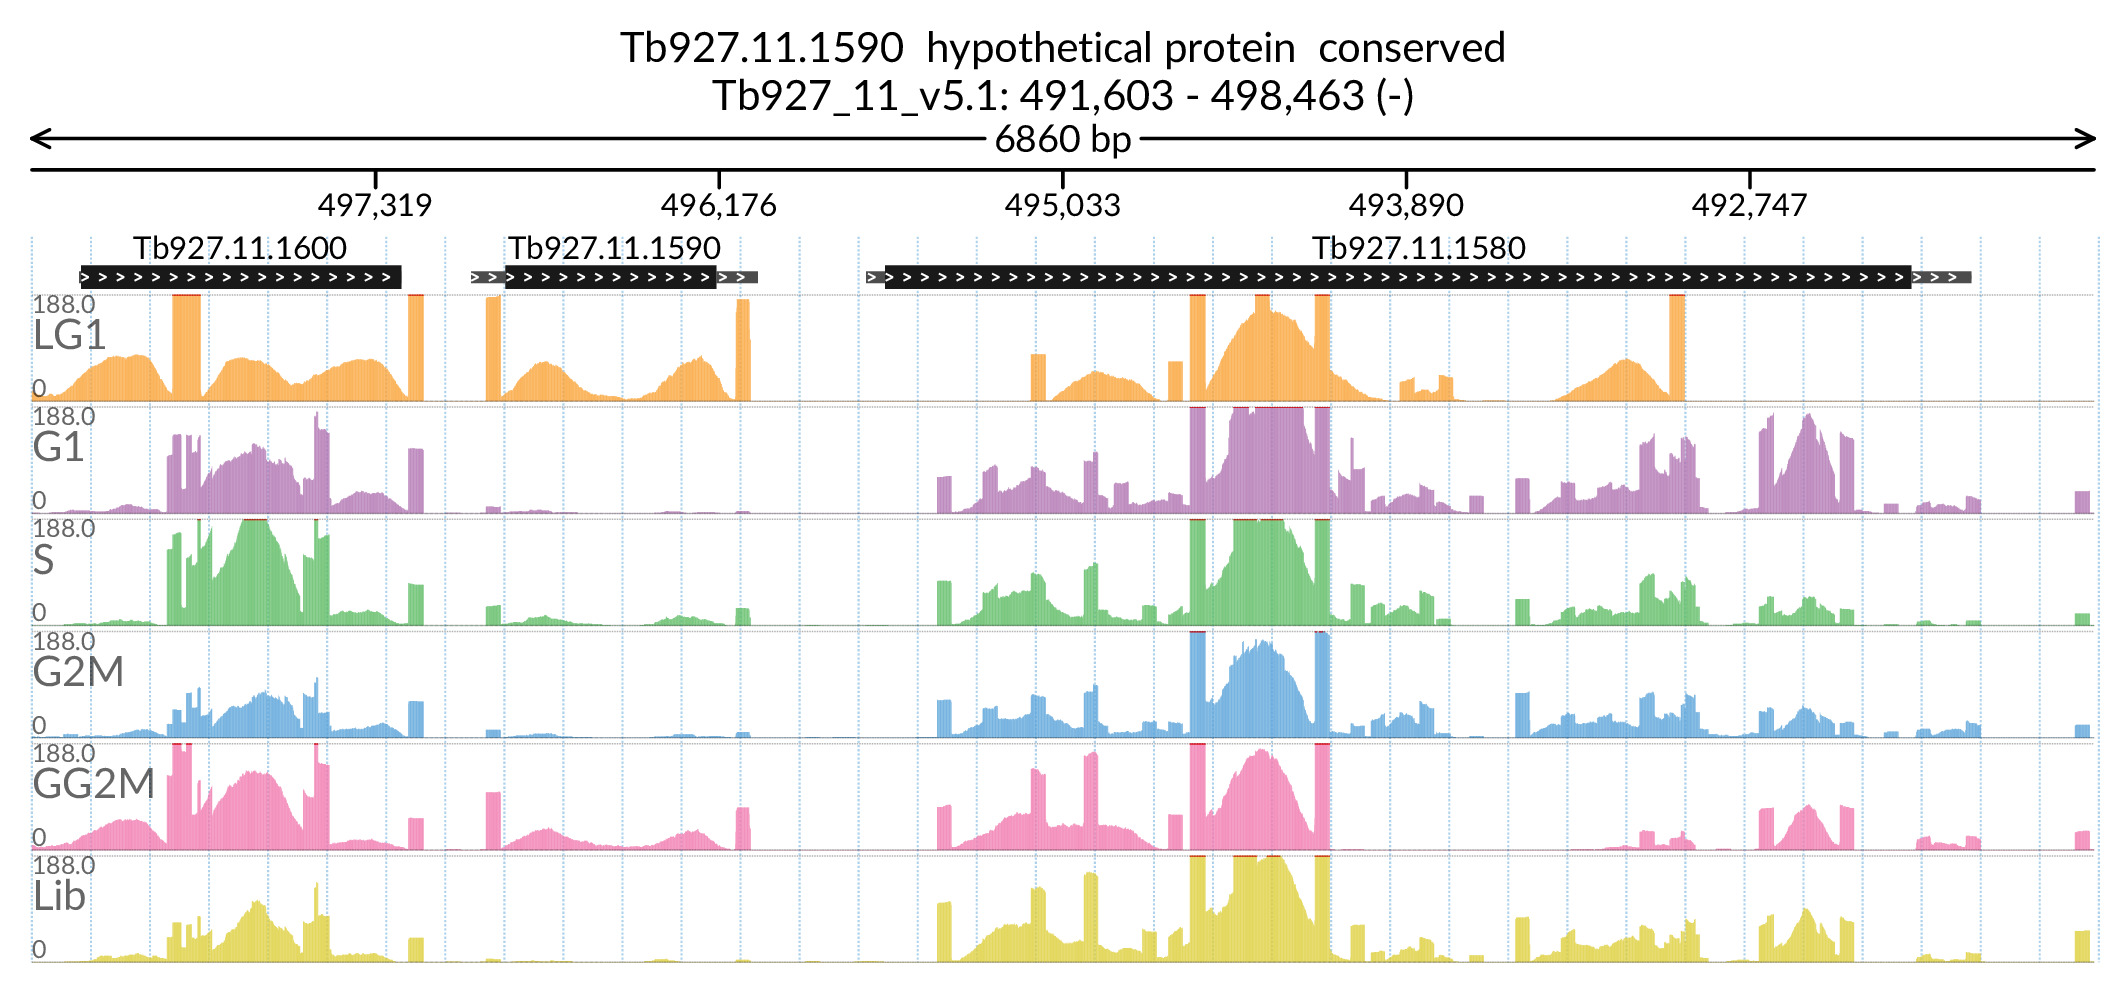 Tb927.11.1590  hypothetical protein  conserved
Tb927_11_v5.1: 491,603 - 498,463 (-)
6860 bp
497,319 496,176 495,033 493,890 492,747
Tb927.11.1600 Tb927.11.1590 Tb927.11.1580
188.0
LG1
0
188.0
G1
0
188.0
S
0
188.0
G2M
0
188.0
GG2M
0
188.0
Lib
0